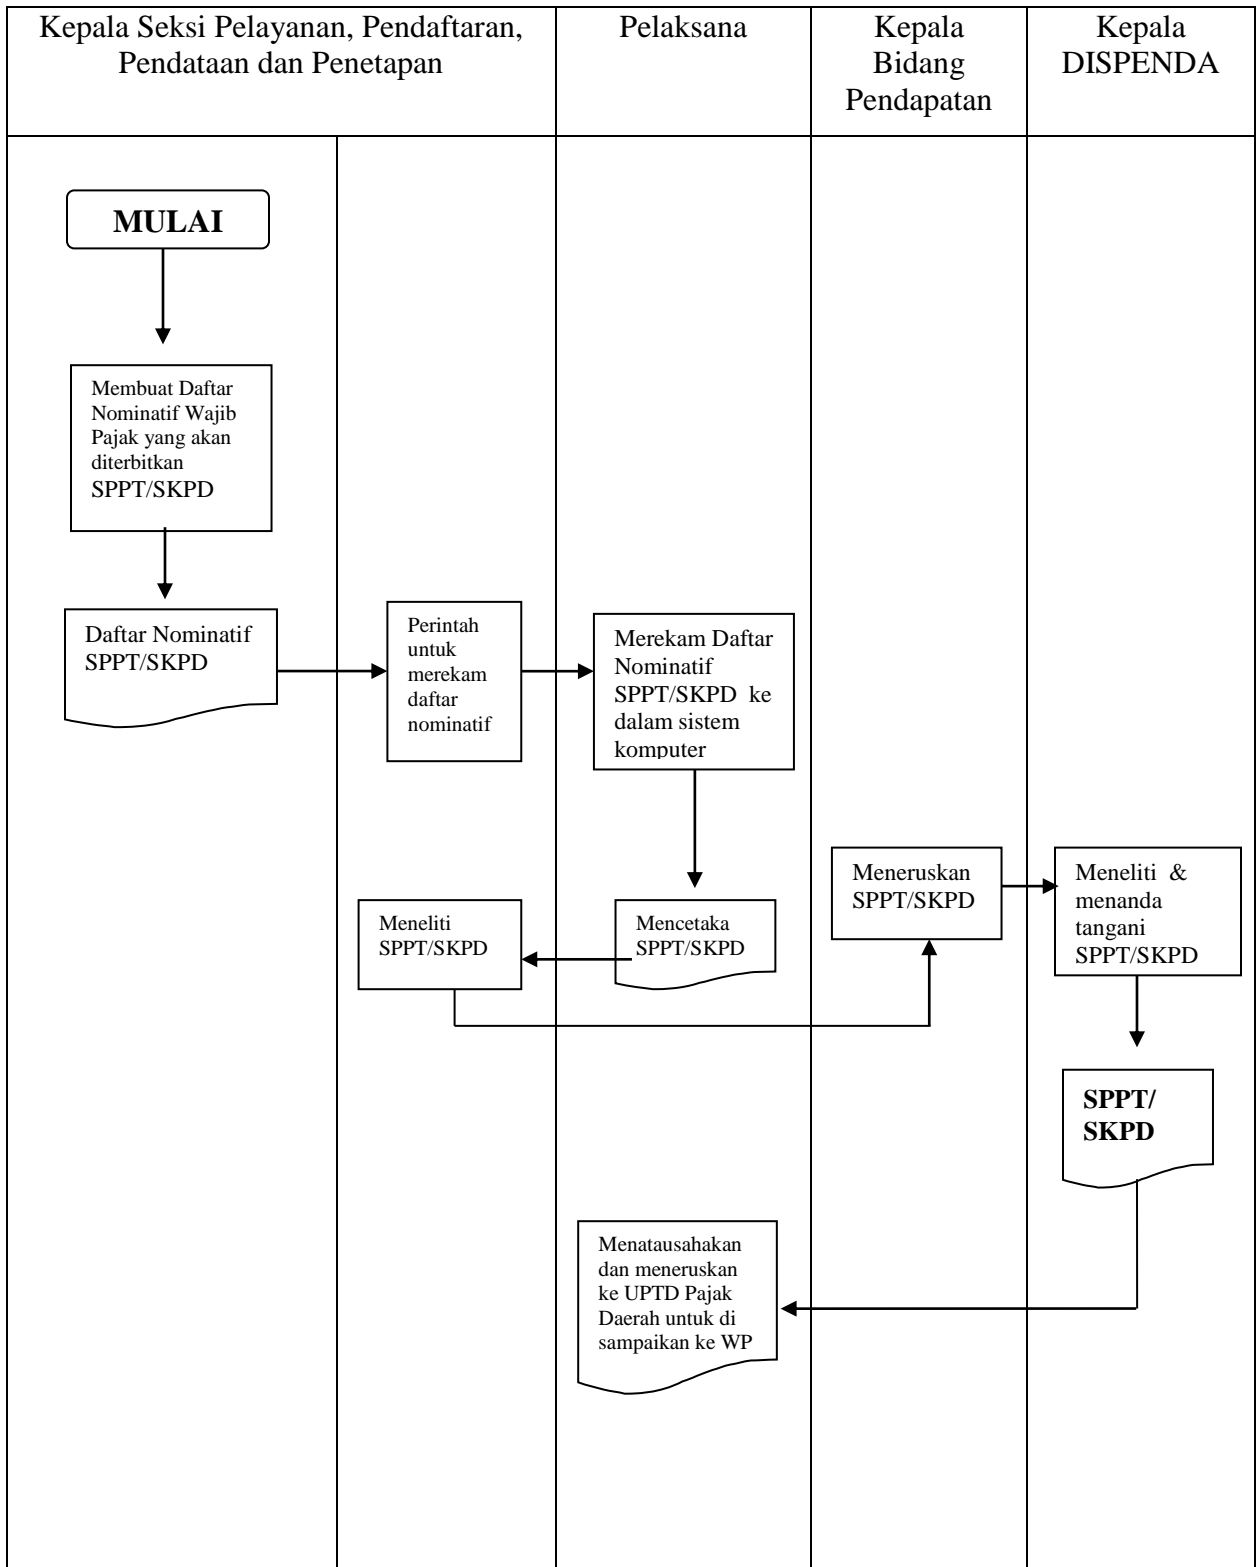 Kepala Seksi Pelayanan, Pendaftaran,
Pendataan dan Penetapan
Pelaksana
Kepala
Bidang
Pendapatan
Kepala
DISPENDA
MULAI
Membuat Daftar
Nominatif Wajib
Pajak yang akan
diterbitkan
SPPT/SKPD
Daftar Nominatif
SPPT/SKPD
Perintah
untuk
merekam
daftar
nominatif
Merekam Daftar
Nominatif
SPPT/SKPD ke
dalam sistem
komputer
Meneruskan
SPPT/SKPD
Meneliti &
menanda
tangani
SPPT/SKPD
Meneliti
SPPT/SKPD
Mencetaka
SPPT/SKPD
SPPT/
SKPD
Menatausahakan
dan meneruskan
ke UPTD Pajak
Daerah untuk di
sampaikan ke WP